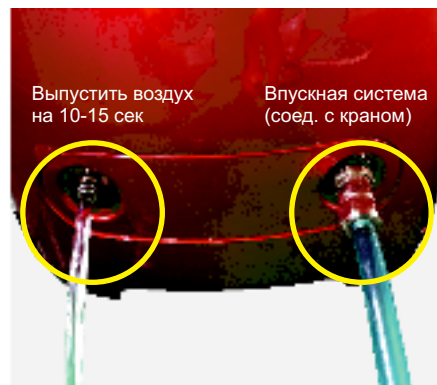 Выпустить воздух
на 10-15 сек
Впускная система
(соед. с краном)